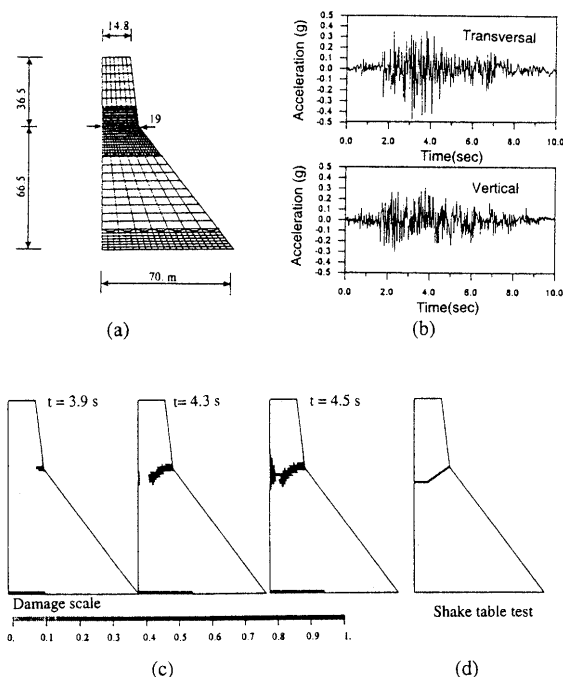 14.8
36.5
19
66.5
70. m
(a)
Transversal
Acceleration (g)
0.5
0.4
0.3
0.2
0.1
0.0
-0.1
-0.2
-0.3
-0.4
-0.5
0.0 2.0 4.0 6.0 8.0 10.0
Time(sec)
Vertical
Acceleration (g)
0.5
0.4
0.3
0.2
0.1
0.0
-0.1
-0.2
-0.3
-0.4
-0.5
0.0 2.0 4.0 6.0 8.0 10.0
Time(sec)
(b)
t = 3.9 s
t = 4.3 s
t = 4.5 s
Damage scale
0. 0.1 0.2 0.3 0.4 0.5 0.6 0.7 0.8 0.9 1.
(c)
Shake table test
(d)